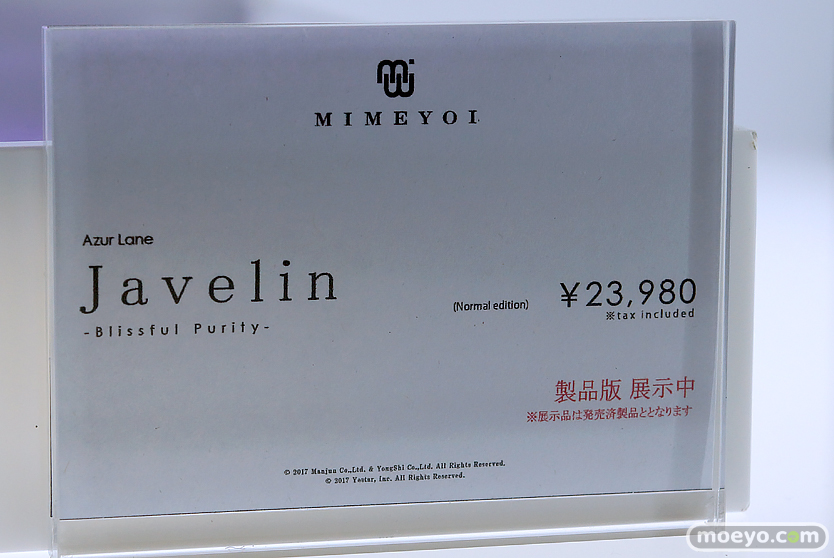 MIMEYOI
Azur Lane
Javelin
-Blissful Purity-
(Normal edition)
¥23,980
※tax included
製品版 展示中
※展示品は発売済製品ととなります
© 2017 Manjuu Co.,Ltd. & YongShi Co.,Ltd. All Rights Reserved.
© 2017 Yostar, Inc. All Rights Reserved.
moeyo.com